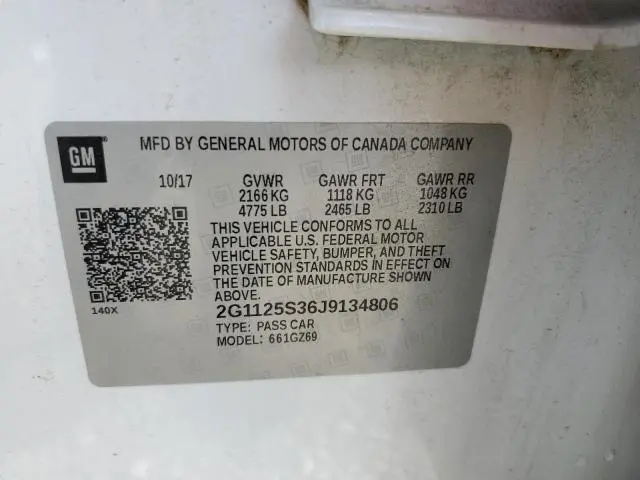 GM
MFD BY GENERAL MOTORS OF CANADA COMPANY
10/17 GVWR GAWR FRT GAWR RR
2166 KG 1118 KG 1048 KG
4775 LB 2465 LB 2310 LB
THIS VEHICLE CONFORMS TO ALL
APPLICABLE U.S. FEDERAL MOTOR
VEHICLE SAFETY, BUMPER, AND THEFT
PREVENTION STANDARDS IN EFFECT ON
THE DATE OF MANUFACTURE SHOWN
ABOVE.
140X
2G1125S36J9134806
TYPE: PASS CAR
MODEL: 661GZ69